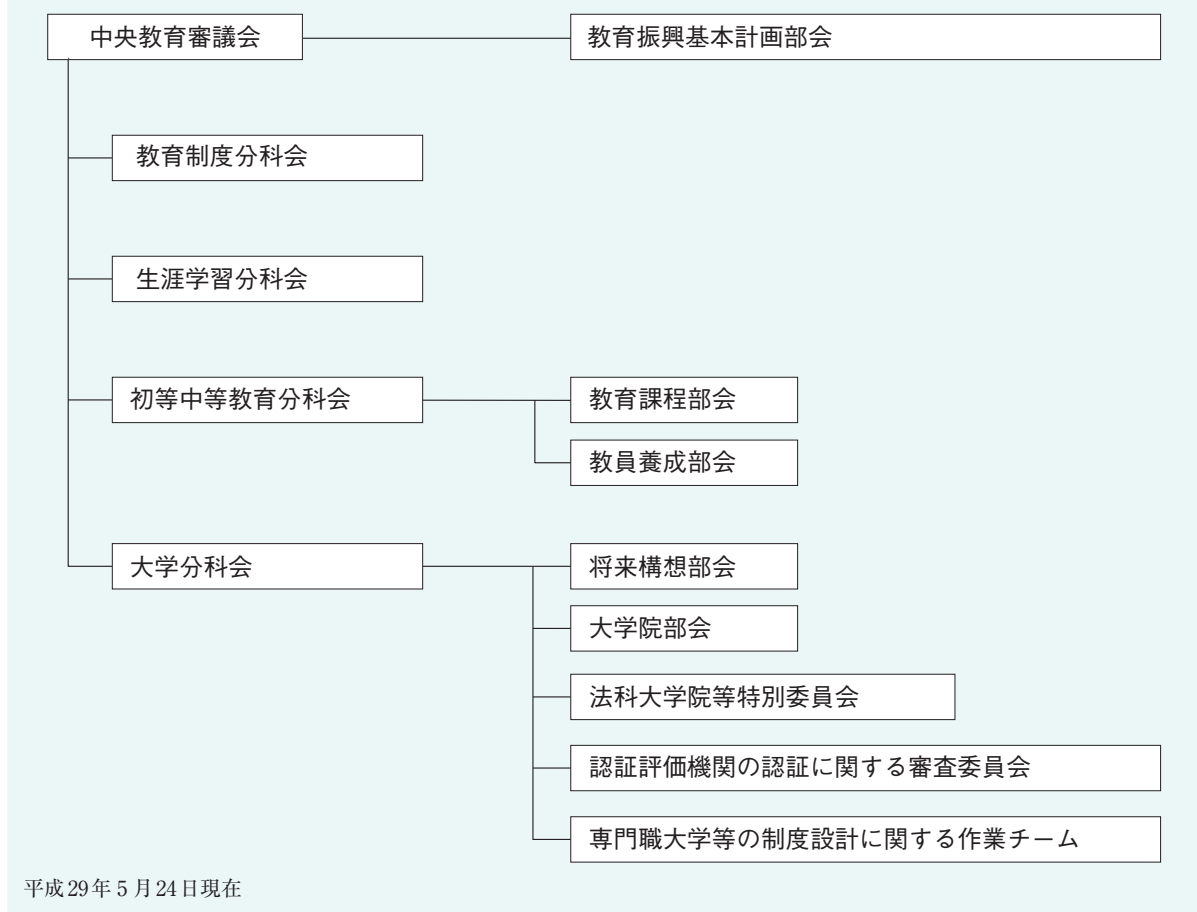 中央教育審議会
教育振興基本計画部会
教育制度分科会
生涯学習分科会
初等中等教育分科会
教育課程部会
教員養成部会
大学分科会
将来構想部会
大学院部会
法科大学院等特別委員会
認証評価機関の認証に関する審査委員会
専門職大学等の制度設計に関する作業チーム
平成29年5月24日現在